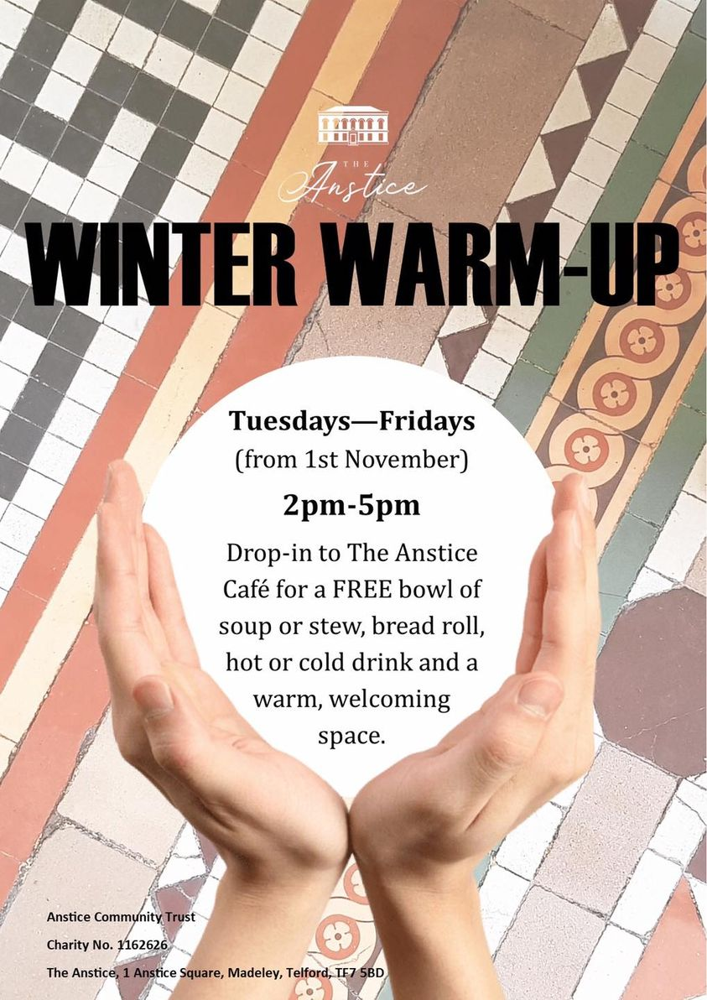 THE
Anstice
WINTER WARM-UP
Tuesdays—Fridays
(from 1st November)
2pm-5pm
Drop-in to The Anstice
Café for a FREE bowl of
soup or stew, bread roll,
hot or cold drink and a
warm, welcoming
space.
Anstice Community Trust
Charity No. 1162626
The Anstice, 1 Anstice Square, Madeley, Telford, TF7 5BD